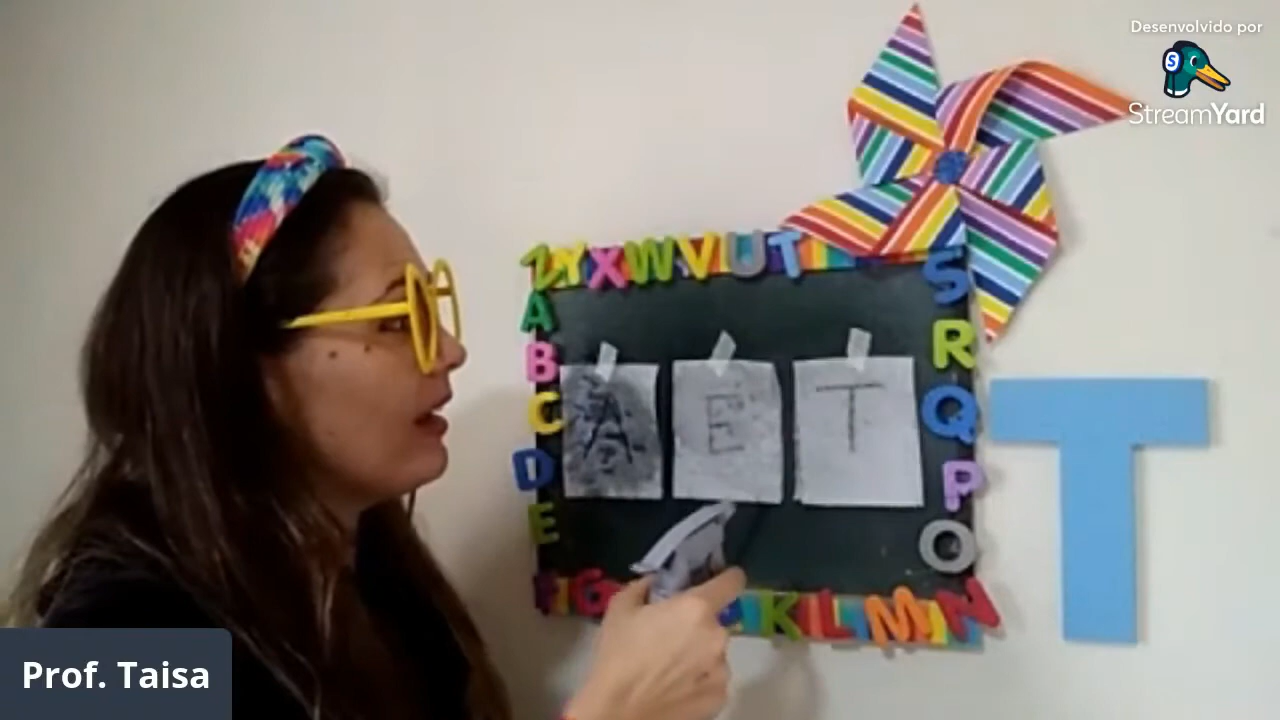 Desenvolvido por
S
StreamYard
Z Y X W V U T
A
B
C
D
E
F G
K L M N
O
P
Q
R
S
A E T
T
Prof. Taisa